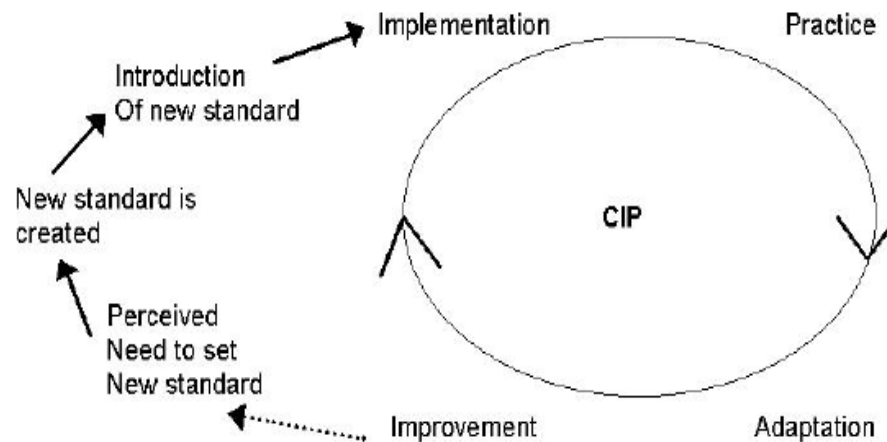 Implementation
Practice
Introduction
Of new standard
New standard is
created
CIP
Perceived
Need to set
New standard
Improvement
Adaptation